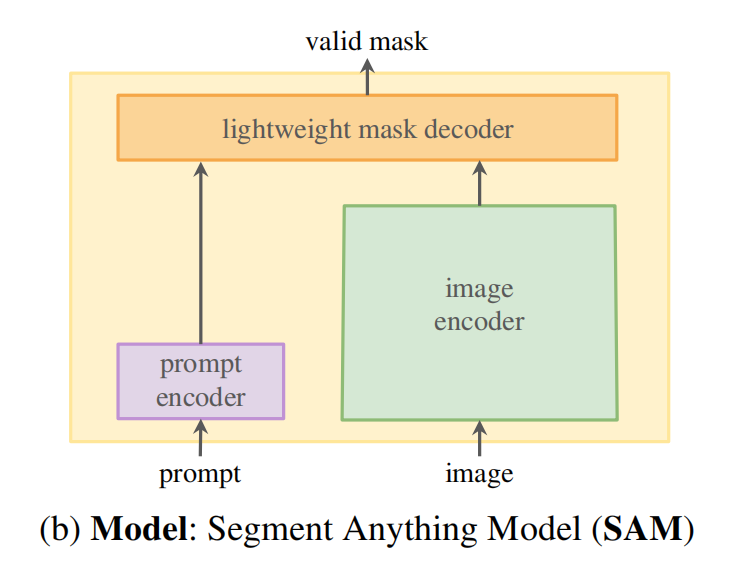 valid mask
lightweight mask decoder
image
encoder
prompt
encoder
prompt
image
(b) Model: Segment Anything Model (SAM)